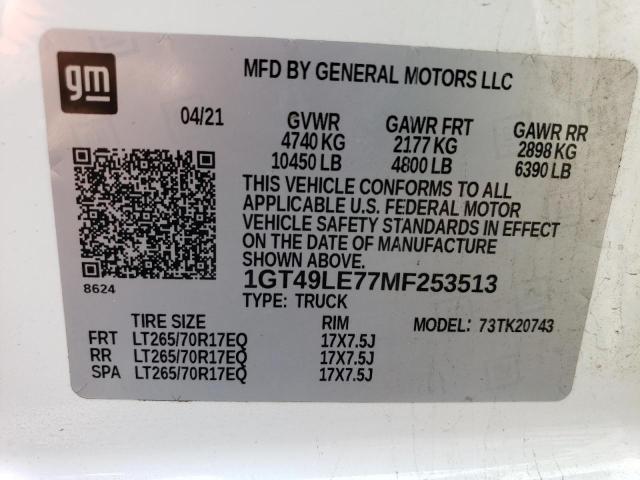 gm
MFD BY GENERAL MOTORS LLC
04/21 GVWR GAWR FRT GAWR RR
4740 KG 2177 KG 2898 KG
10450 LB 4800 LB 6390 LB
THIS VEHICLE CONFORMS TO ALL
APPLICABLE U.S. FEDERAL MOTOR
VEHICLE SAFETY STANDARDS IN EFFECT
ON THE DATE OF MANUFACTURE
SHOWN ABOVE.
8624 1GT49LE77MF253513
TYPE: TRUCK
TIRE SIZE RIM MODEL: 73TK20743
FRT LT265/70R17EQ 17X7.5J
RR LT265/70R17EQ 17X7.5J
SPA LT265/70R17EQ 17X7.5J